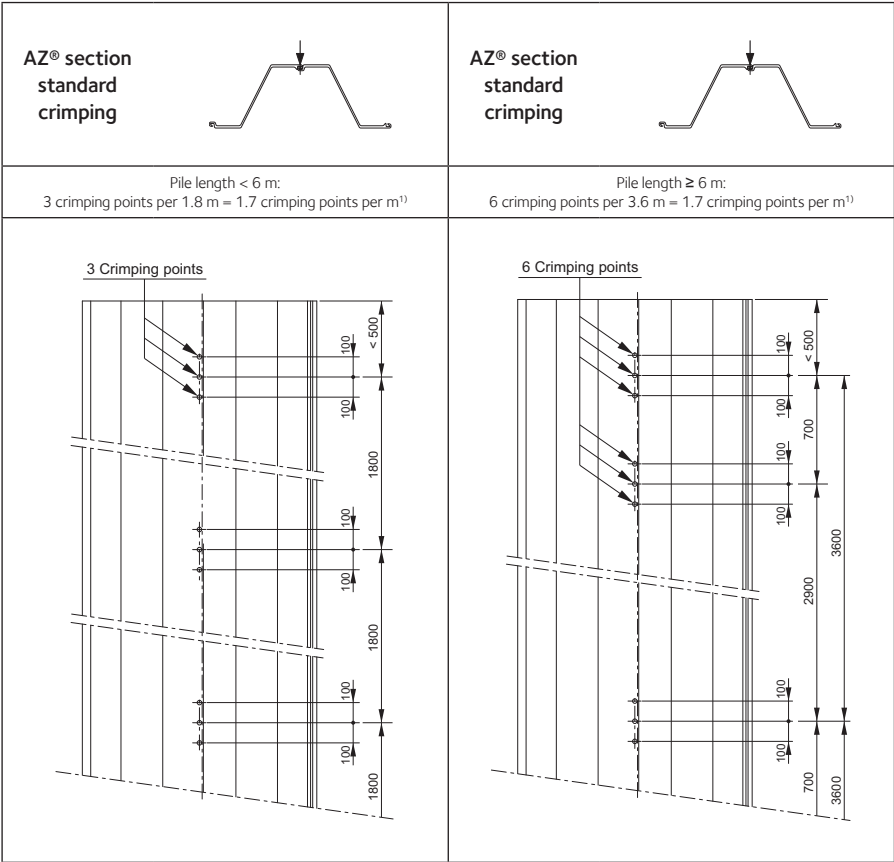 AZ® section
standard
crimping
AZ® section
standard
crimping
Pile length < 6 m:
3 crimping points per 1.8 m = 1.7 crimping points per m¹⁾
Pile length ≥ 6 m:
6 crimping points per 3.6 m = 1.7 crimping points per m¹⁾
3 Crimping points
100
< 500
100
1800
100
100
1800
100
100
1800
6 Crimping points
100
< 500
100
700
100
100
3600
2900
100
100
700
3600